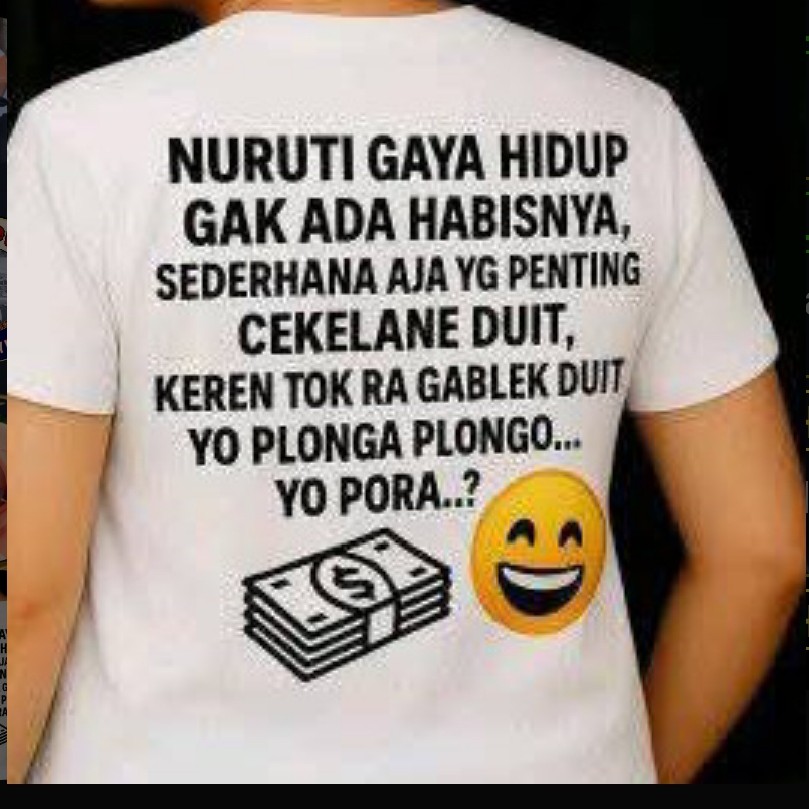 NURUTI GAYA HIDUP
GAK ADA HABISNYA,
SEDERHANA AJA YG PENTING
CEKELANE DUIT,
KEREN TOK RA GABLEK DUIT
YO PLONGA PLONGO...
YO PORA..?
$